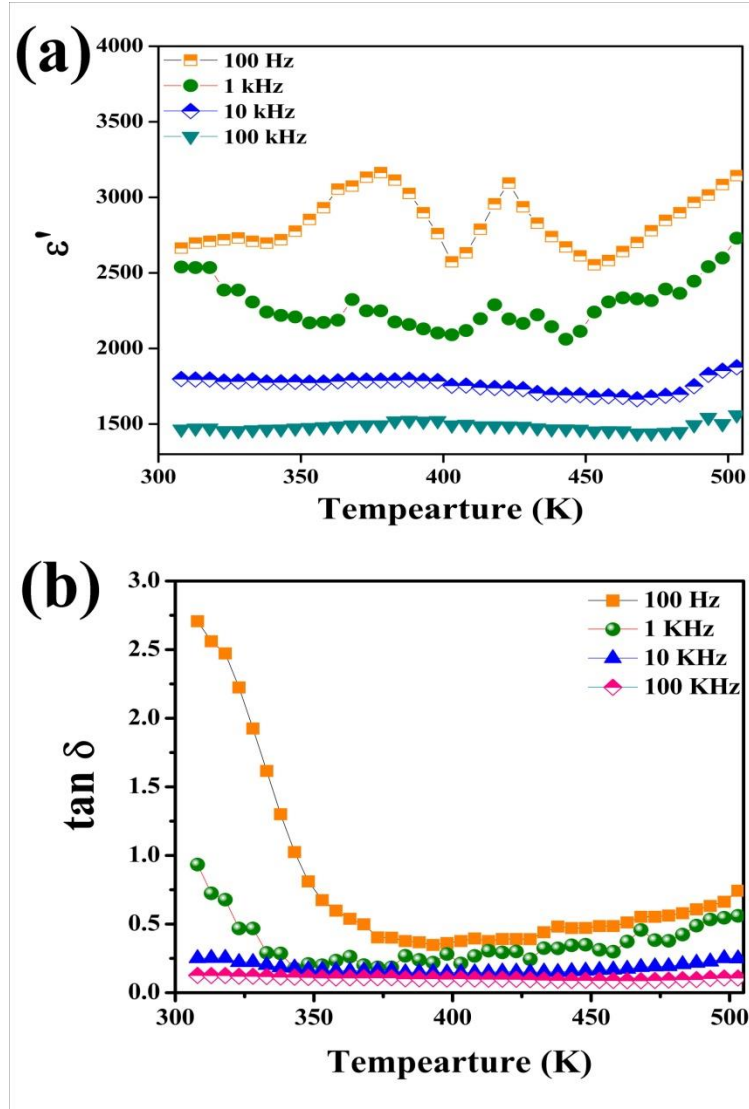 (a)
4000
3500
3000
2500
2000
1500
ε'
100 Hz
1 kHz
10 kHz
100 kHz
300 350 400 450 500
Tempearture (K)
(b)
3.0
2.5
2.0
1.5
1.0
0.5
0.0
tan δ
100 Hz
1 KHz
10 KHz
100 KHz
300 350 400 450 500
Tempearture (K)